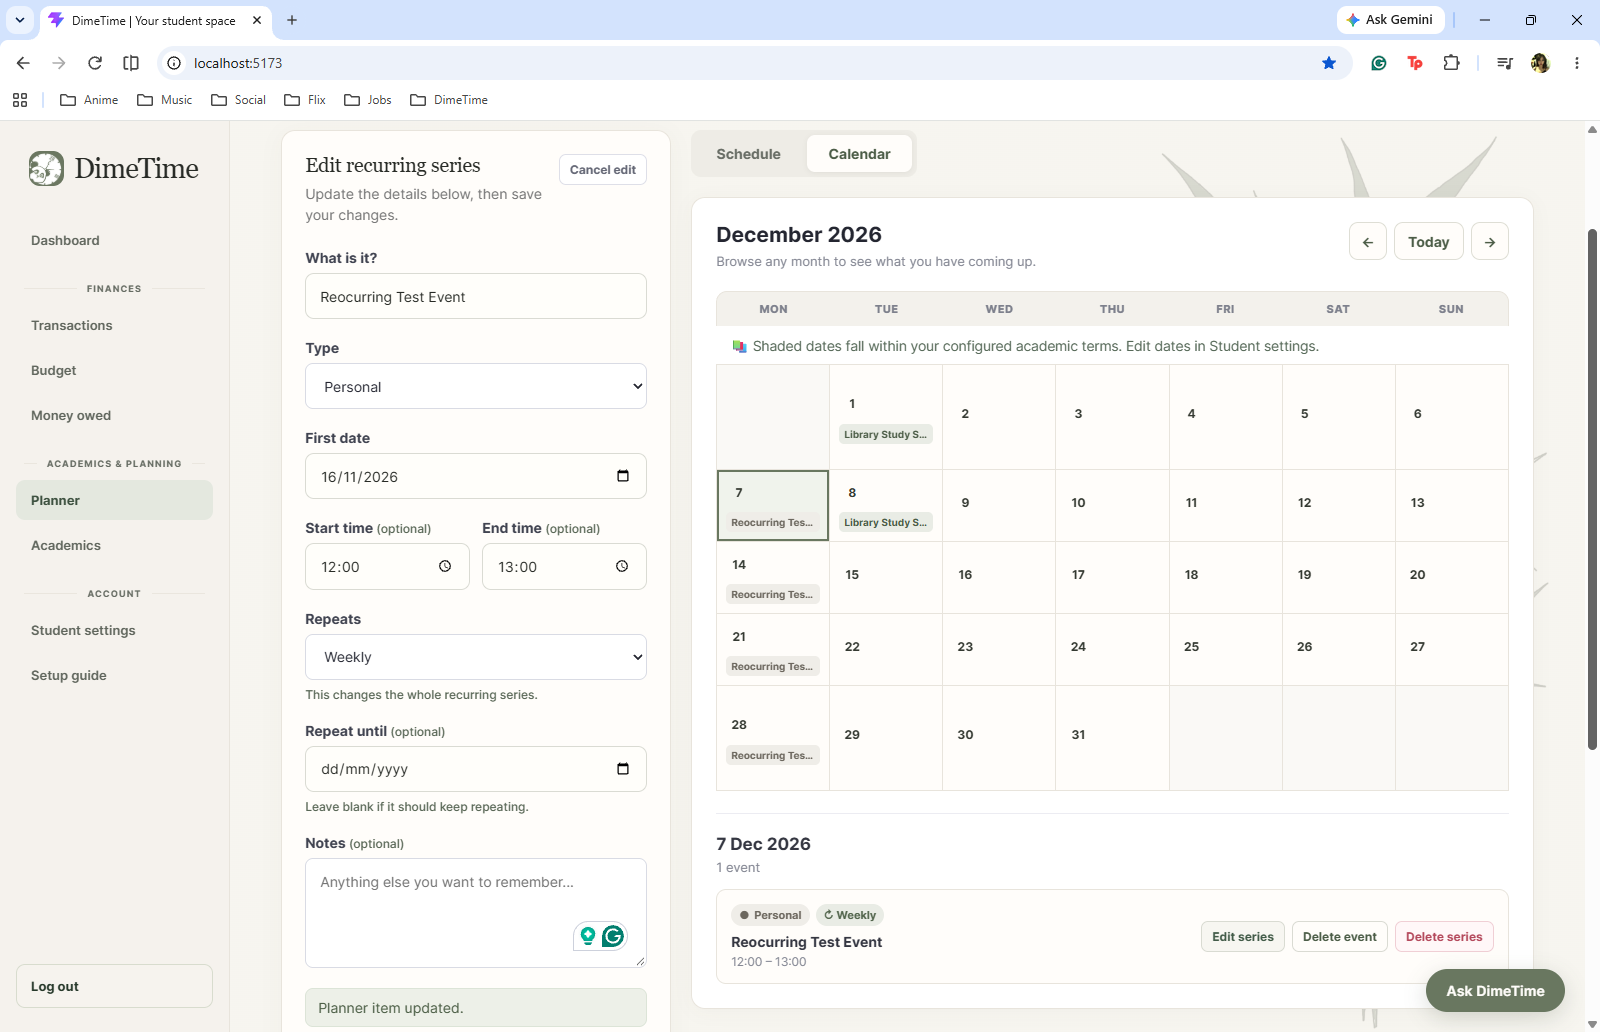 DimeTime | Your student space
Ask Gemini
localhost:5173
Anime
Music
Social
Flix
Jobs
DimeTime
DimeTime
Dashboard
FINANCES
Transactions
Budget
Money owed
ACADEMICS & PLANNING
Planner
Academics
ACCOUNT
Student settings
Setup guide
Log out
Edit recurring series
Cancel edit
Update the details below, then save
your changes.
What is it?
Reocurring Test Event
Type
Personal
First date
16/11/2026
Start time (optional)
End time (optional)
12:00
13:00
Repeats
Weekly
This changes the whole recurring series.
Repeat until (optional)
dd/mm/yyyy
Leave blank if it should keep repeating.
Notes (optional)
Anything else you want to remember...
Planner item updated.
Schedule
Calendar
December 2026
Browse any month to see what you have coming up.
←
Today
→
MON TUE WED THU FRI SAT SUN
Shaded dates fall within your configured academic terms. Edit dates in Student settings.
1 2 3 4 5 6
Library Study S...
7 8 9 10 11 12 13
Reocurring Tes... Library Study S...
14 15 16 17 18 19 20
Reocurring Tes...
21 22 23 24 25 26 27
Reocurring Tes...
28 29 30 31
Reocurring Tes...
7 Dec 2026
1 event
Personal
Weekly
Reocurring Test Event
12:00 – 13:00
Edit series
Delete event
Delete series
Ask DimeTime